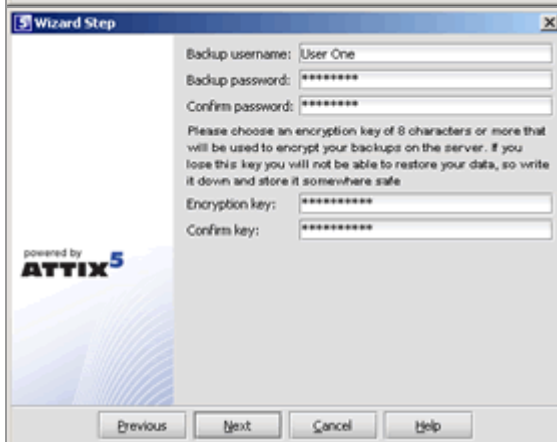 5 Wizard Step
Backup username: User One
Backup password: ********
Confirm password: ********
Please choose an encryption key of 8 characters or more that
will be used to encrypt your backups on the server. If you
lose this key you will not be able to restore your data, so write
it down and store it somewhere safe
Encryption key: **********
Confirm key: **********
powered by
ATTIX5
Previous Next Cancel Help